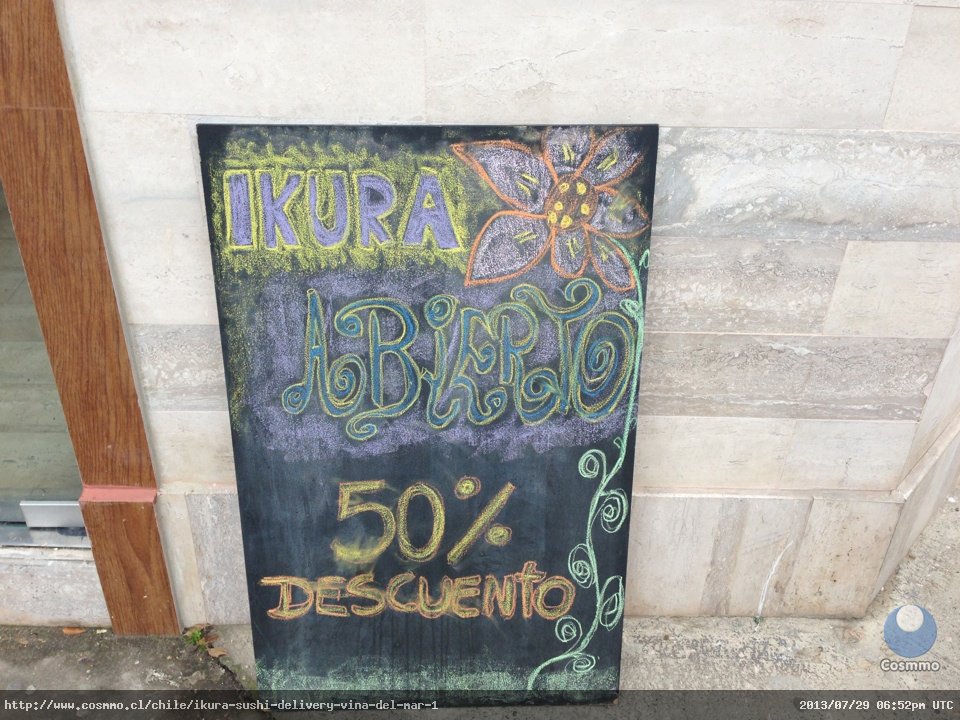 IKURA
ABIERTO
50%
DESCUENTO
Cosmmo
http://www.cosmmo.cl/chile/ikura-sushi-delivery-vina-del-mar-1 2013/07/29 06:52pm UTC